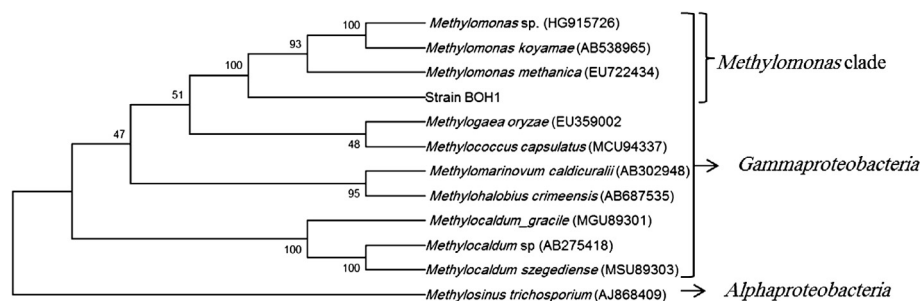 Methylomonas sp. (HG915726)
100
Methylomonas koyamae (AB538965)
93
Methylomonas methanica (EU722434)
100
Strain BOH1
Methylomonas clade
51
Methylogaea oryzae (EU359002
48
Methylococcus capsulatus (MCU94337)
47
Methylomarinovum caldicuralii (AB302948)
Gammaproteobacteria
95
Methylohalobius crimeensis (AB687535)
Methylocaldum_gracile (MGU89301)
100
Methylocaldum sp (AB275418)
100
Methylocaldum szegediense (MSU89303)
Methylosinus trichosporium (AJ868409)
Alphaproteobacteria